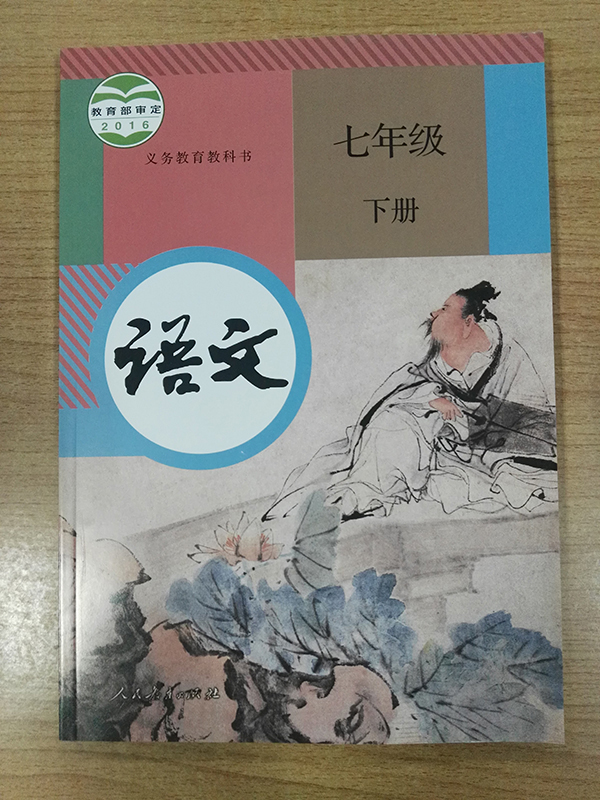 教育部审定
2016
义务教育教科书
七年级
下册
语文
人民教育出版社